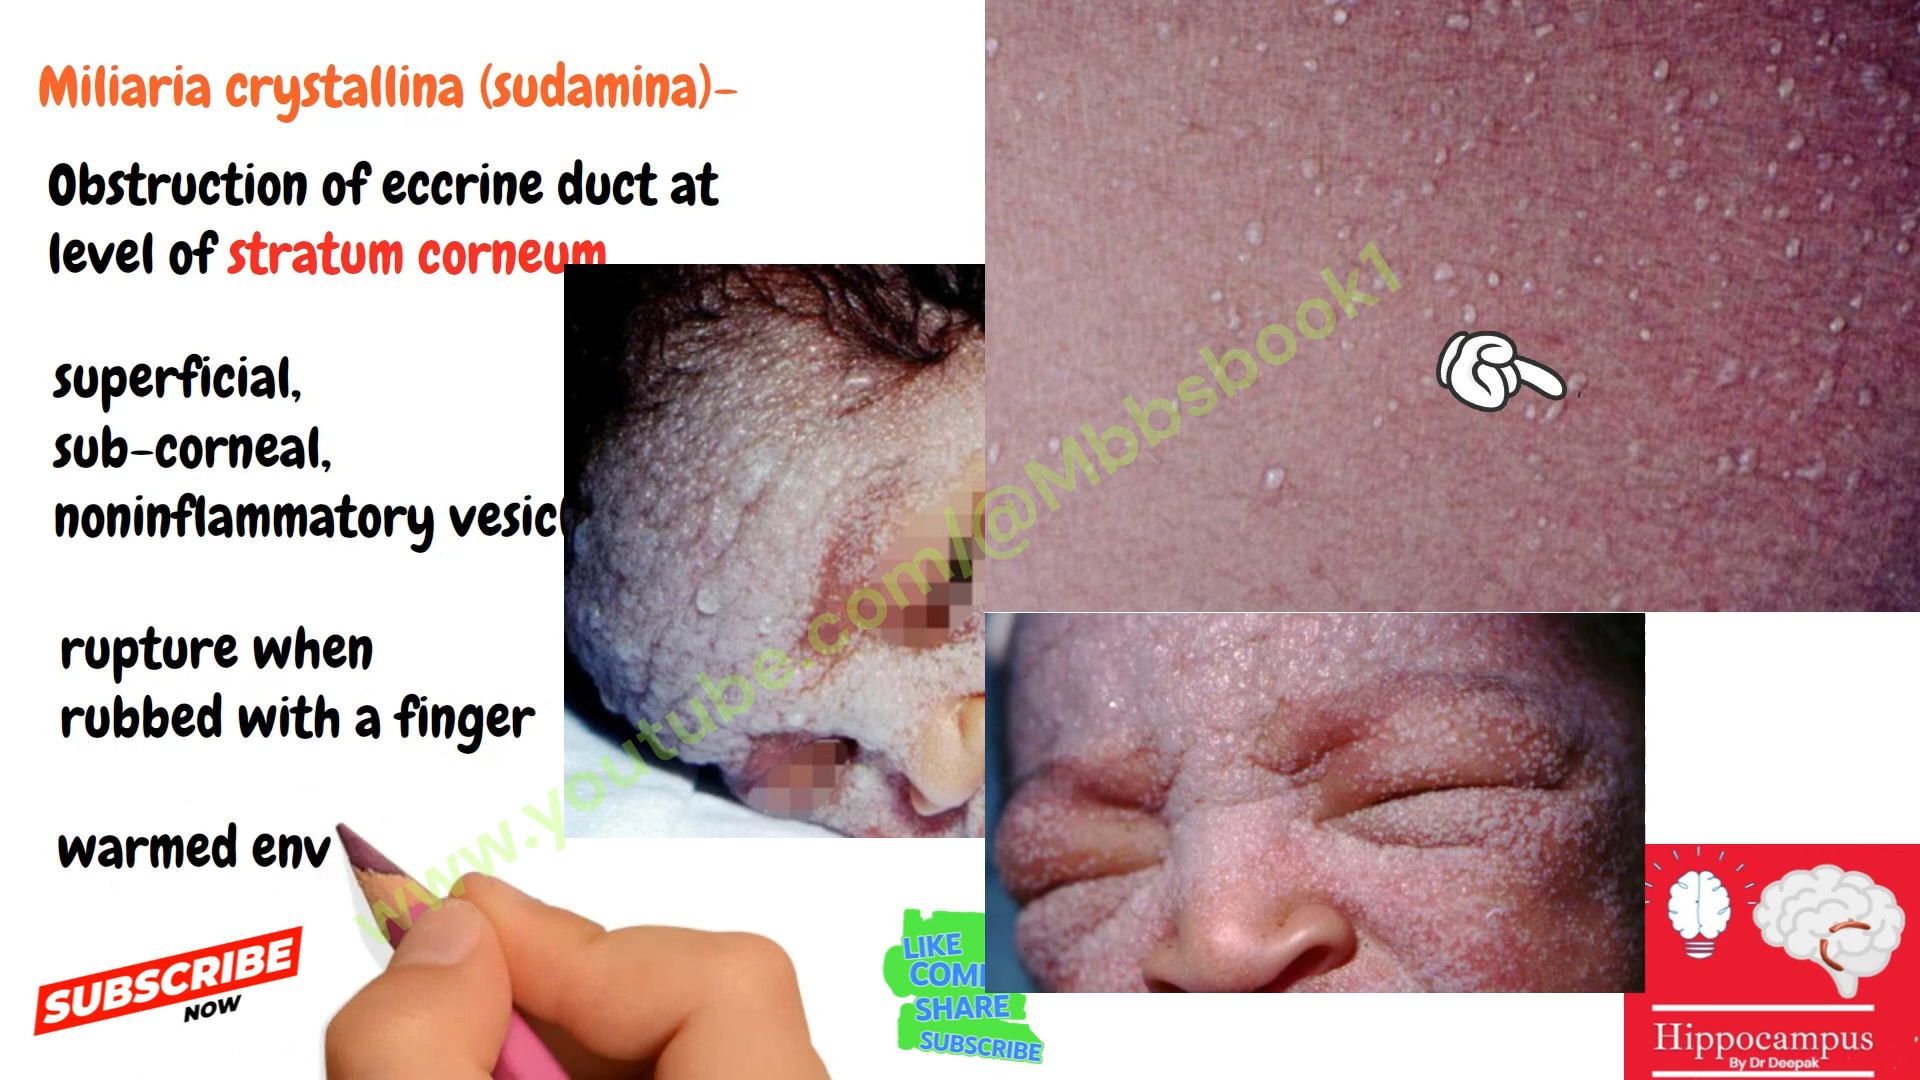 Miliaria crystallina (sudamina)-
Obstruction of eccrine duct at
level of stratum corneum
superficial,
sub-corneal,
noninflammatory
rupture when
rubbed with a finger
warmed env
www.youtube.com/@Mbbsbook1
SUBSCRIBE
NOW
LIKE
SHARE
SUBSCRIBE
Hippocampus
By Dr Deepak